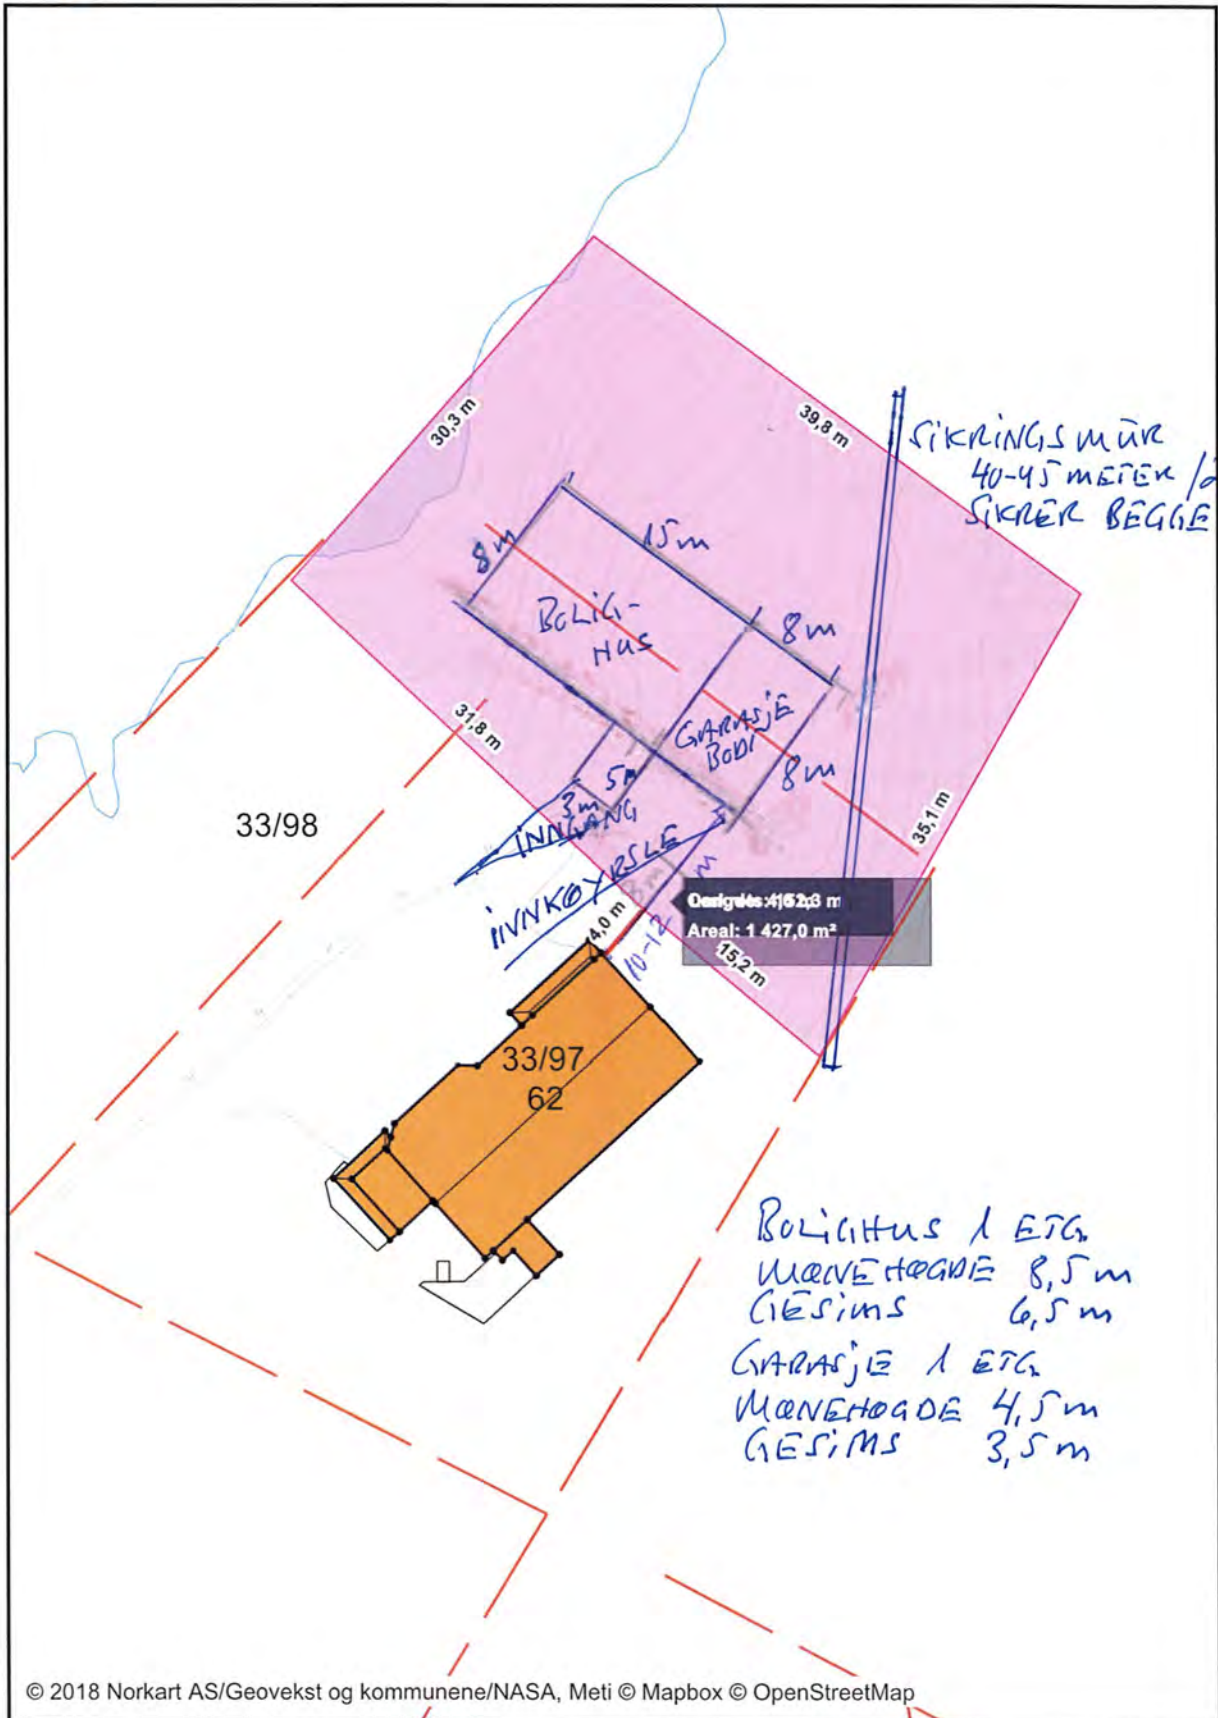 30,3 m
39,8 m
SIKRINGSMUR
40-45 METER
SIKRER BEGGE
8m
15m
BOLIG-
HUS
8m
GARASJE
BOD
8m
31,8 m
5m
3m
INNGANG
35,1 m
33/98
INNKØYRSLE
4,0 m
10-12 m
Areal: 1 427,0 m²
15,2 m
33/97
62
BOLIGHUS 1 ETG
MØNEHØGDE 8,5m
GESIMS 6,5m
GARASJE 1 ETG
MØNEHØGDE 4,5m
GESIMS 3,5m
© 2018 Norkart AS/Geovekst og kommunene/NASA, Meti © Mapbox © OpenStreetMap